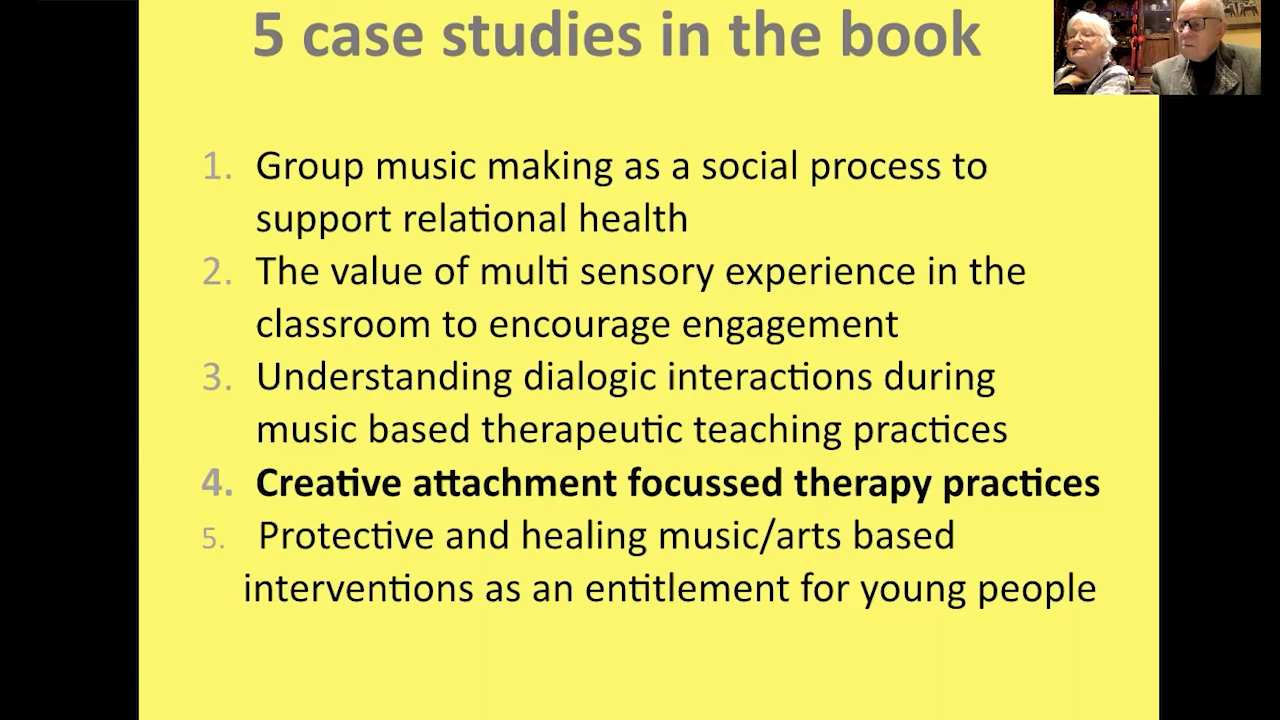 5 case studies in the book
1. Group music making as a social process to
support relational health
2. The value of multi sensory experience in the
classroom to encourage engagement
3. Understanding dialogic interactions during
music based therapeutic teaching practices
4. Creative attachment focussed therapy practices
5. Protective and healing music/arts based
interventions as an entitlement for young people